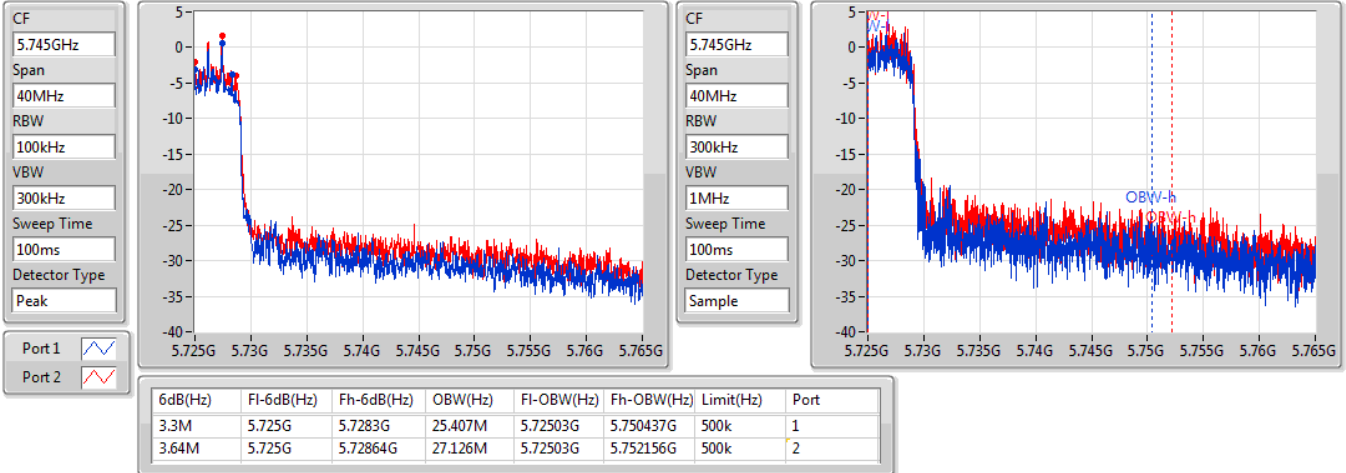 CF
5.745GHz
Span
40MHz
RBW
100kHz
VBW
300kHz
Sweep Time
100ms
Detector Type
Peak
Port 1
Port 2
5
0
-5
-10
-15
-20
-25
-30
-35
-40
5.725G 5.73G 5.735G 5.74G 5.745G 5.75G 5.755G 5.76G 5.765G
CF
5.745GHz
Span
40MHz
RBW
300kHz
VBW
1MHz
Sweep Time
100ms
Detector Type
Sample
5
0
-5
-10
-15
-20
-25
-30
-35
-40
OBW-h
OBW-h
5.725G 5.73G 5.735G 5.74G 5.745G 5.75G 5.755G 5.76G 5.765G
6dB(Hz) Fl-6dB(Hz) Fh-6dB(Hz) OBW(Hz) Fl-OBW(Hz) Fh-OBW(Hz) Limit(Hz) Port
3.3M 5.725G 5.7283G 25.407M 5.72503G 5.750437G 500k 1
3.64M 5.725G 5.72864G 27.126M 5.72503G 5.752156G 500k 2